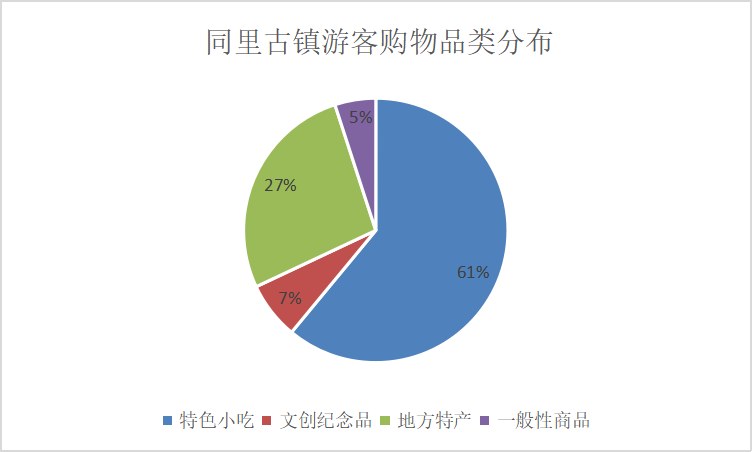 同里古镇游客购物品类分布
5%
27%
61%
7%
特色小吃 文创纪念品 地方特产 一般性商品